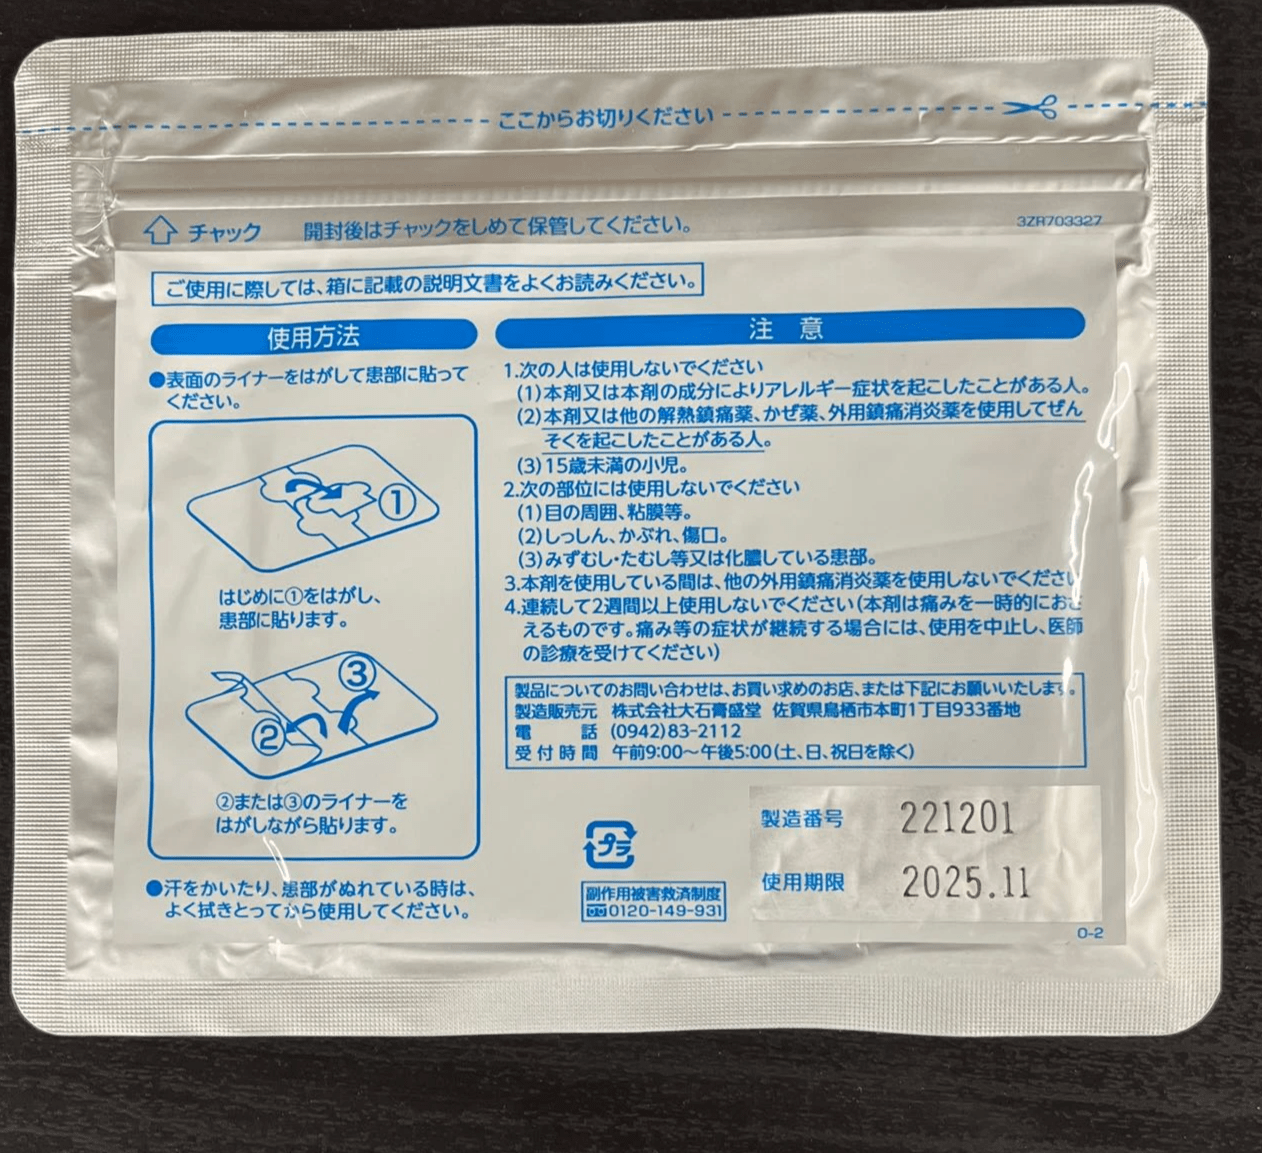 ここからお切りください
チャック 開封後はチャックをしめて保管してください。
3ZR703327
ご使用に際しては、箱に記載の説明文書をよくお読みください。
使用方法
●表面のライナーをはがして患部に貼って
ください。
①
はじめに①をはがし、
患部に貼ります。
③
②
②または③のライナーを
はがしながら貼ります。
●汗をかいたり、患部がぬれている時は、
よく拭きとってから使用してください。
注 意
1.次の人は使用しないでください
(1)本剤又は本剤の成分によりアレルギー症状を起こしたことがある人。
(2)本剤又は他の解熱鎮痛薬、かぜ薬、外用鎮痛消炎薬を使用してぜん
そくを起こしたことがある人。
(3)15歳未満の小児。
2.次の部位には使用しないでください
(1)目の周囲、粘膜等。
(2)しっしん、かぶれ、傷口。
(3)みずむし・たむし等又は化膿している患部。
3.本剤を使用している間は、他の外用鎮痛消炎薬を使用しないでください
4.連続して2週間以上使用しないでください(本剤は痛みを一時的におさ
えるものです。痛み等の症状が継続する場合には、使用を中止し、医師
の診療を受けてください)
製品についてのお問い合わせは、お買い求めのお店、または下記にお願いいたします。
製造販売元 株式会社大石膏盛堂 佐賀県鳥栖市本町1丁目933番地
電 話 (0942)83-2112
受付時間 午前9:00〜午後5:00(土、日、祝日を除く)
プラ
副作用被害救済制度
0120-149-931
製造番号 221201
使用期限 2025.11
0-2